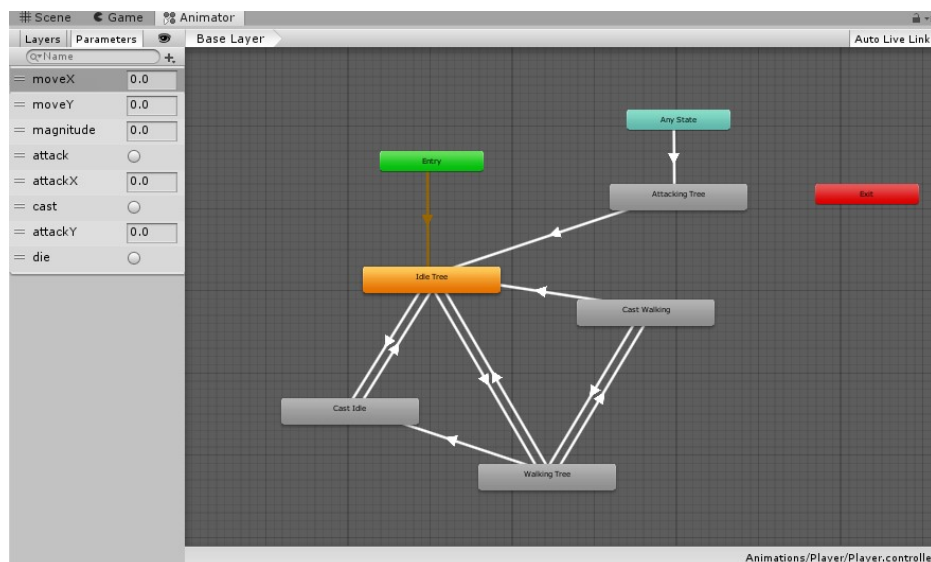 Scene Game Animator
Layers Parameters Base Layer Auto Live Link
Name
moveX 0.0
moveY 0.0
magnitude 0.0
attack
attackX 0.0
cast
attackY 0.0
die
Any State
Entry
Attacking Tree Exit
Idle Tree
Cast Walking
Cast Idle
Walking Tree
Animations/Player/Player.controlle